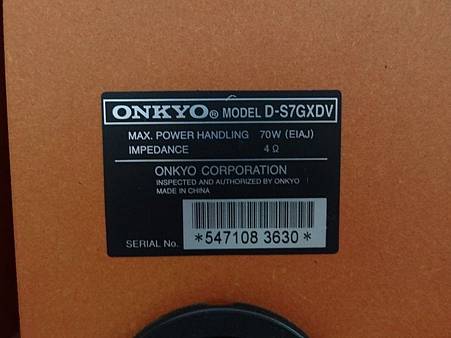 ONKYO® MODEL D-S7GXDV
MAX. POWER HANDLING 70W (EIAJ)
IMPEDANCE 4 Ω
ONKYO CORPORATION
INSPECTED AND AUTHORIZED BY ONKYO
MADE IN CHINA
SERIAL No. *547108 3630*